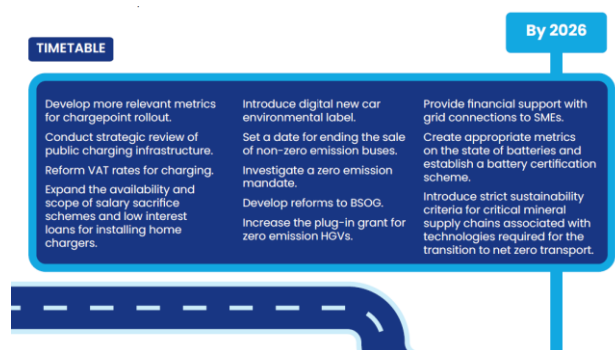 By 2026
TIMETABLE
Develop more relevant metrics
for chargepoint rollout.
Conduct strategic review of
public charging infrastructure.
Reform VAT rates for charging.
Expand the availability and
scope of salary sacrifice
schemes and low interest
loans for installing home
chargers.
Introduce digital new car
environmental label.
Set a date for ending the sale
of non-zero emission buses.
Investigate a zero emission
mandate.
Develop reforms to BSOG.
Increase the plug-in grant for
zero emission HGVs.
Provide financial support with
grid connections to SMEs.
Create appropriate metrics
on the state of batteries and
establish a battery certification
scheme.
Introduce strict sustainability
criteria for critical mineral
supply chains associated with
technologies required for the
transition to net zero transport.